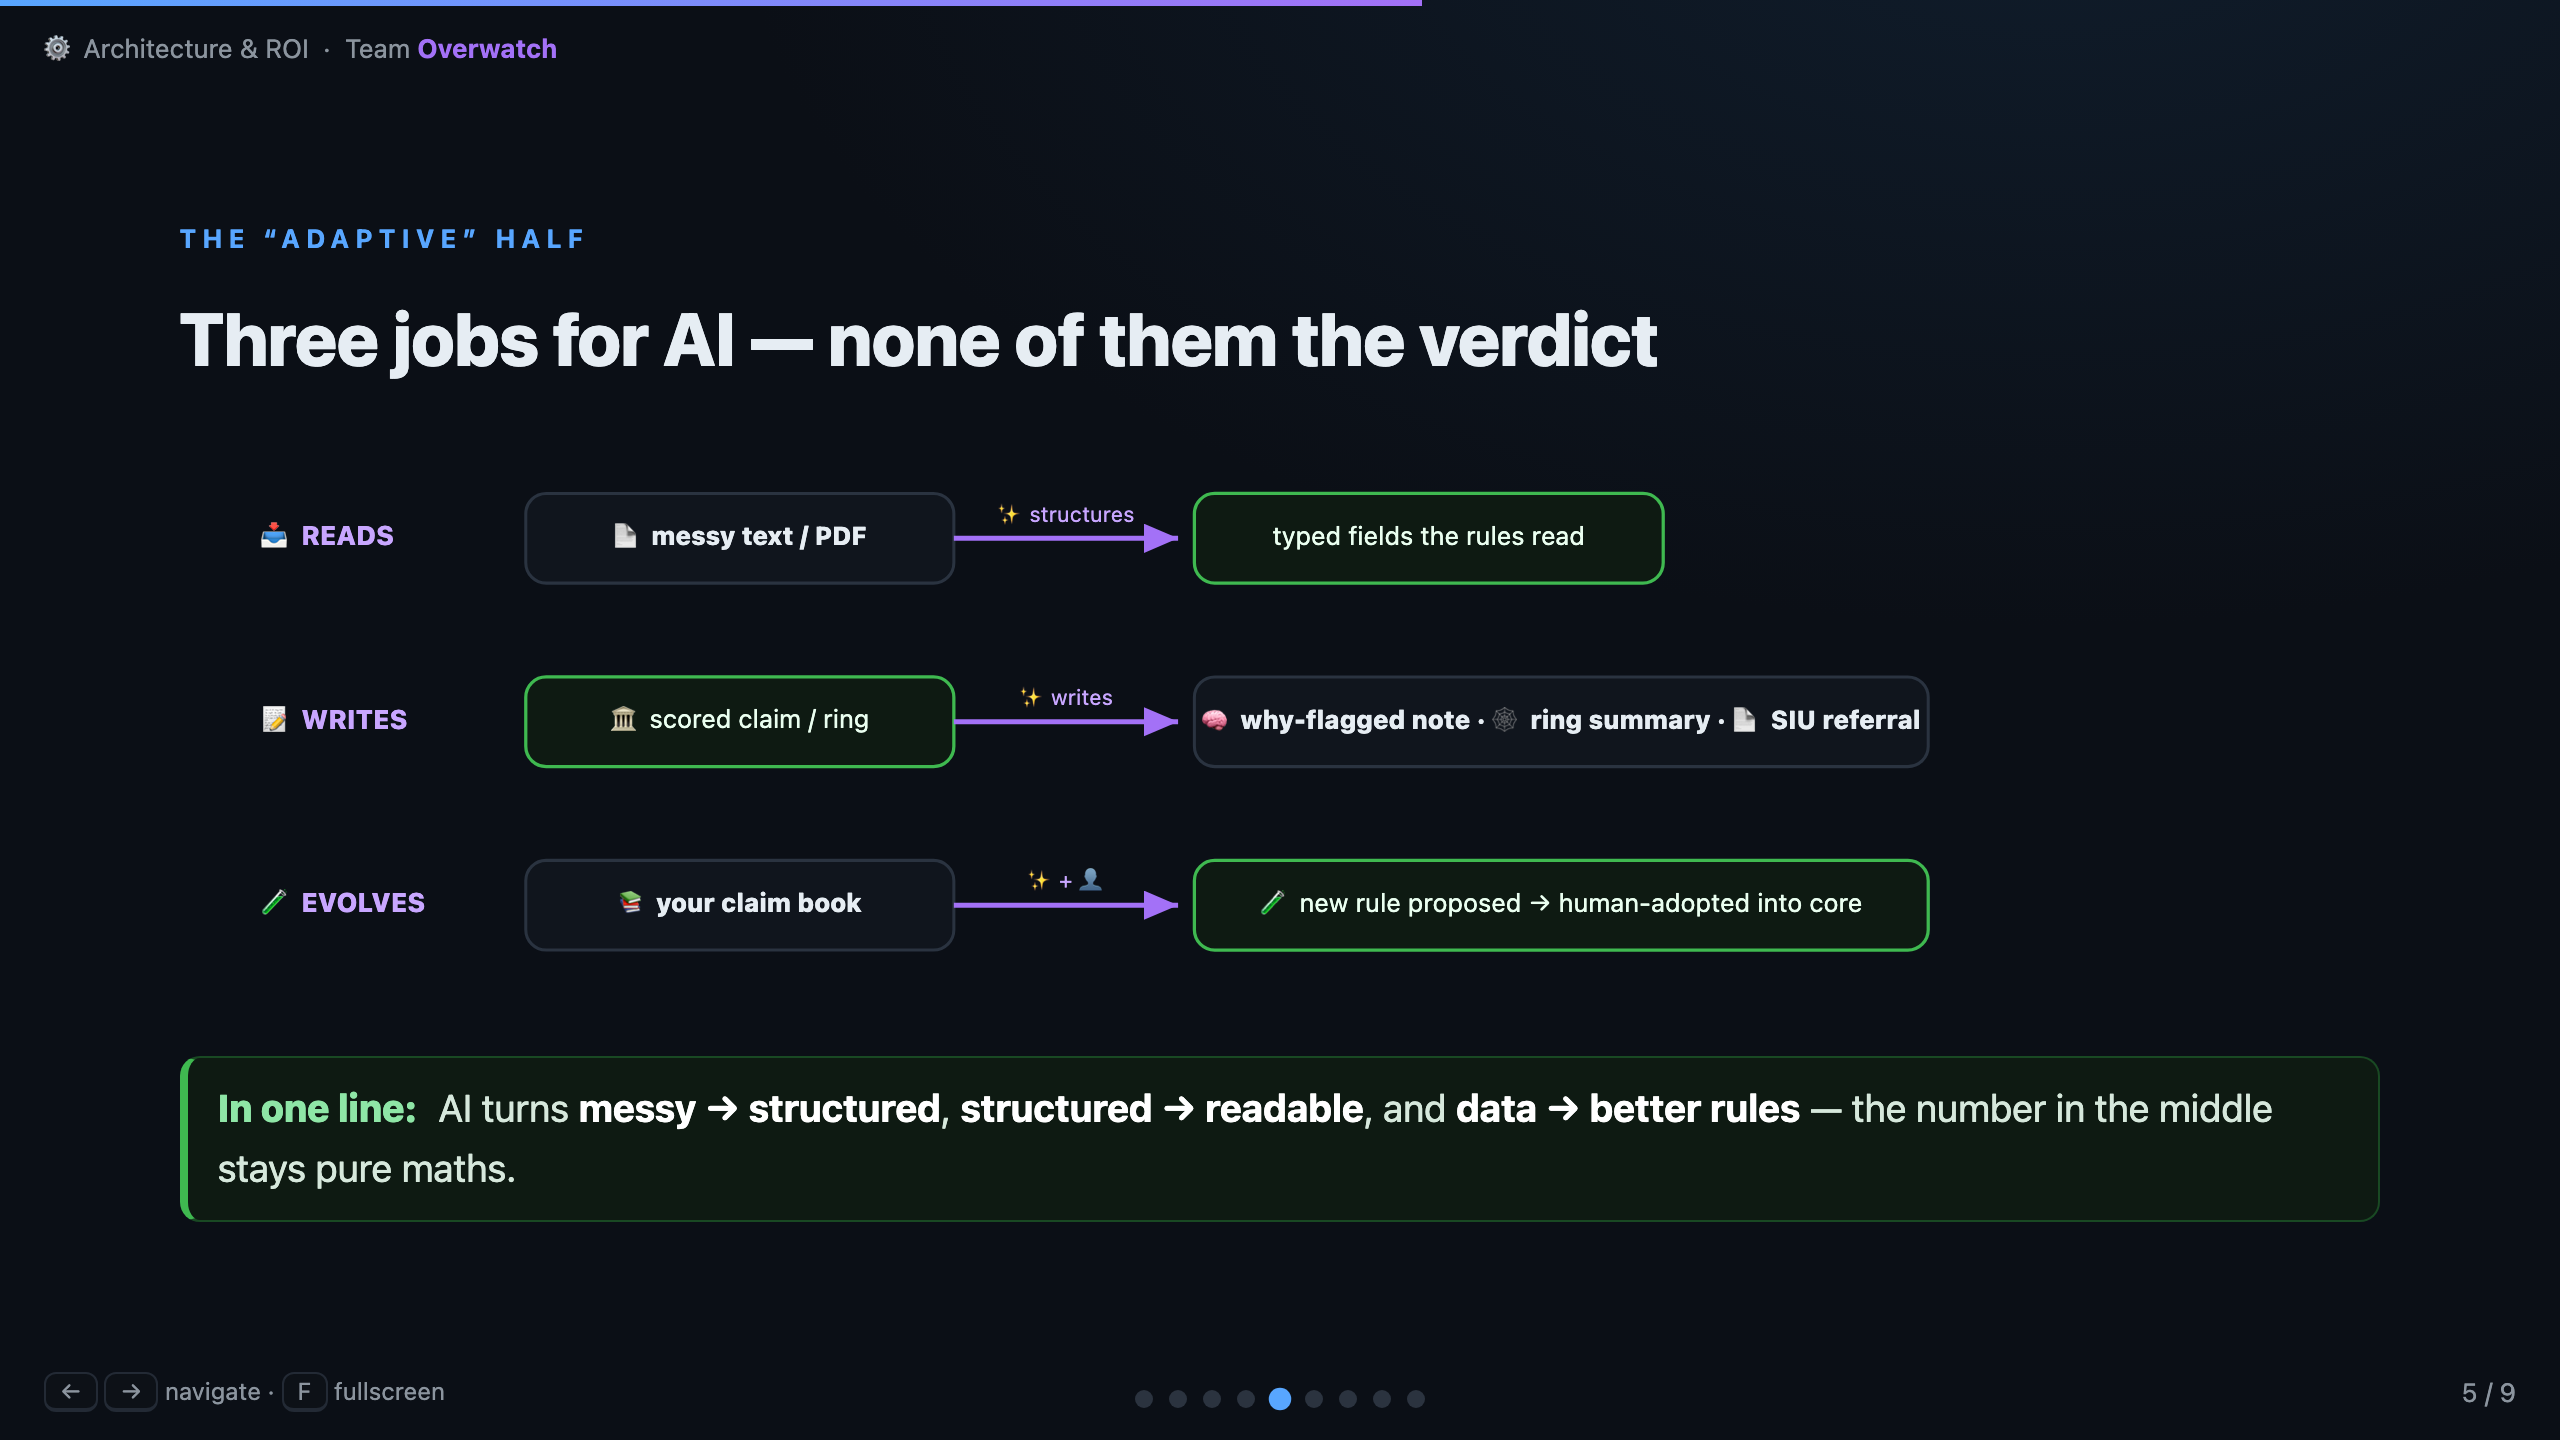 ⚙️ Architecture & ROI · Team Overwatch
THE “ADAPTIVE” HALF
Three jobs for AI — none of them the verdict
📥 READS
📄 messy text / PDF
✨ structures
typed fields the rules read
📝 WRITES
🏛️ scored claim / ring
✨ writes
🧠 why-flagged note · 🕸️ ring summary · 📄 SIU referral
🧪 EVOLVES
📚 your claim book
✨ + 👤
🧪 new rule proposed → human-adopted into core
In one line: AI turns messy → structured, structured → readable, and data → better rules — the number in the middle
stays pure maths.
← → navigate · F fullscreen
5 / 9